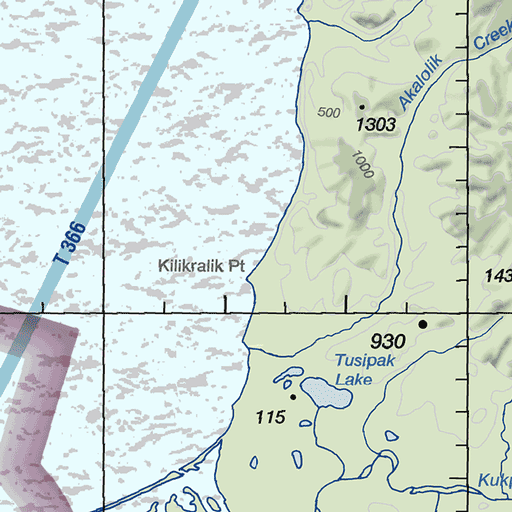 Creek
Akalolik
500
1303
1000
T 366
Kilikralik Pt
143
930
Tusipak
Lake
115
Kukp